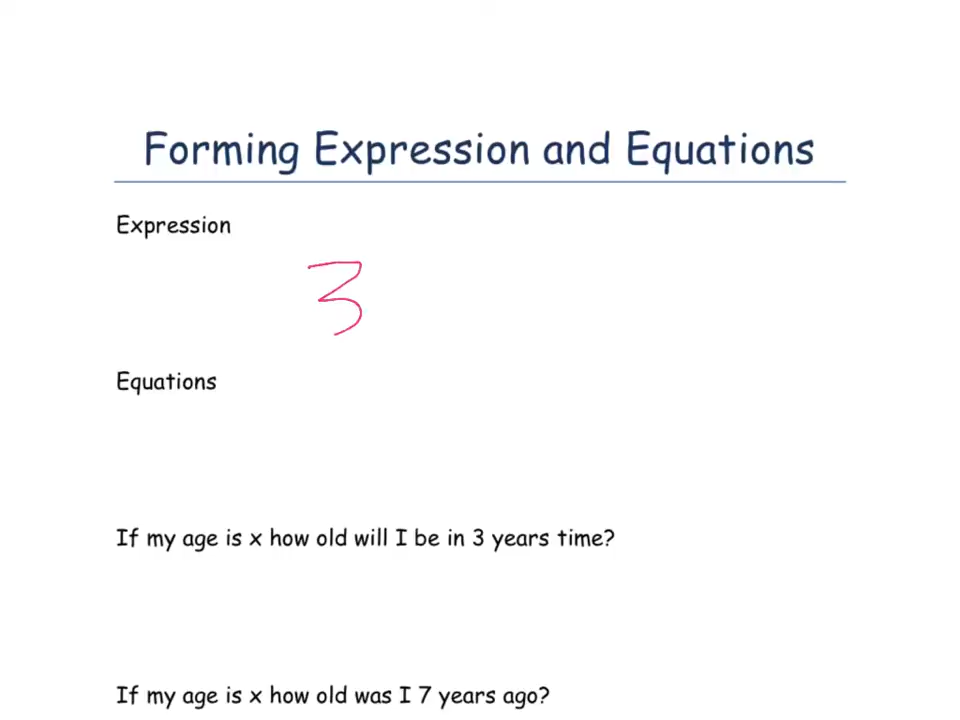 Forming Expression and Equations
Expression
3
Equations
If my age is x how old will I be in 3 years time?
If my age is x how old was I 7 years ago?